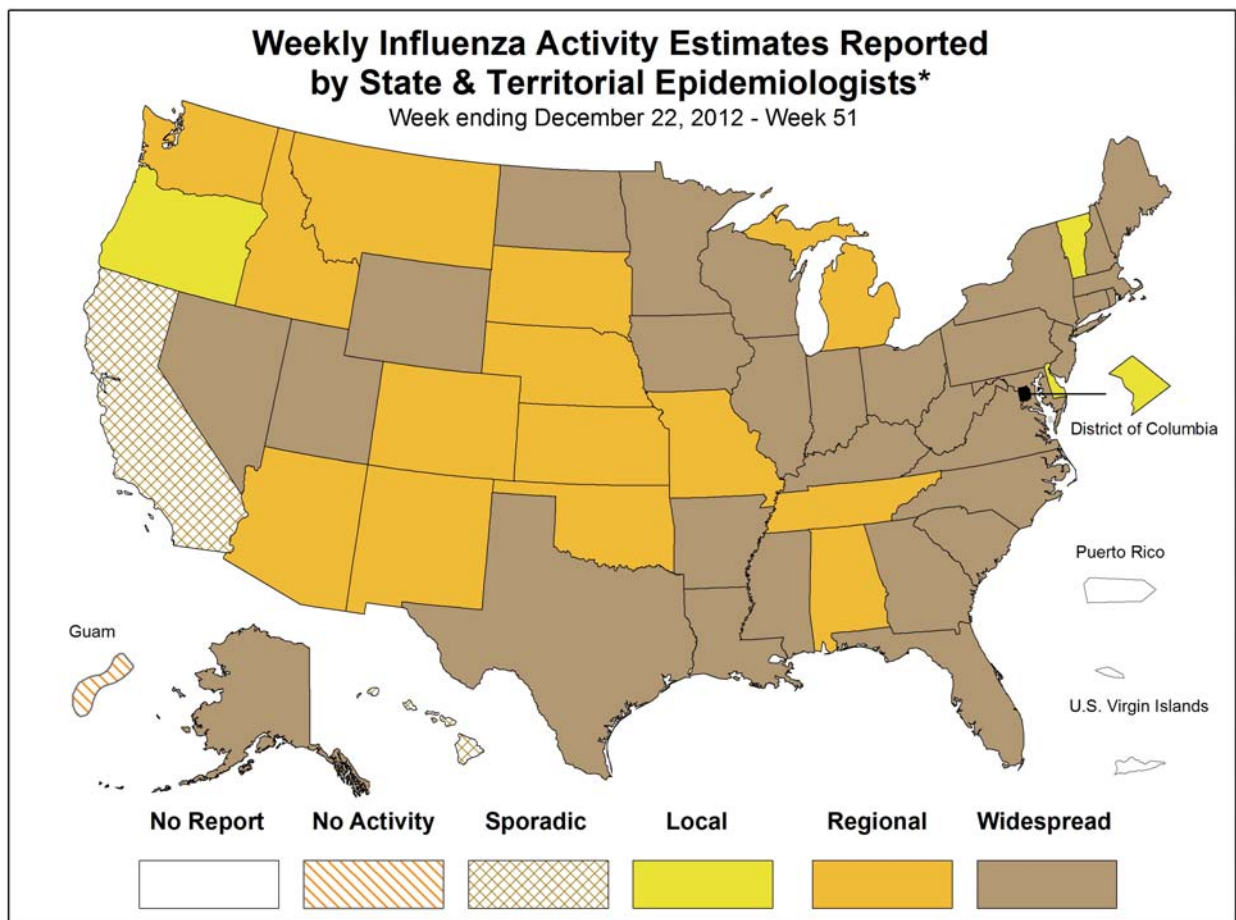 Weekly Influenza Activity Estimates Reported
by State & Territorial Epidemiologists*
Week ending December 22, 2012 - Week 51
District of Columbia
Puerto Rico
Guam
U.S. Virgin Islands
No Report No Activity Sporadic Local Regional Widespread